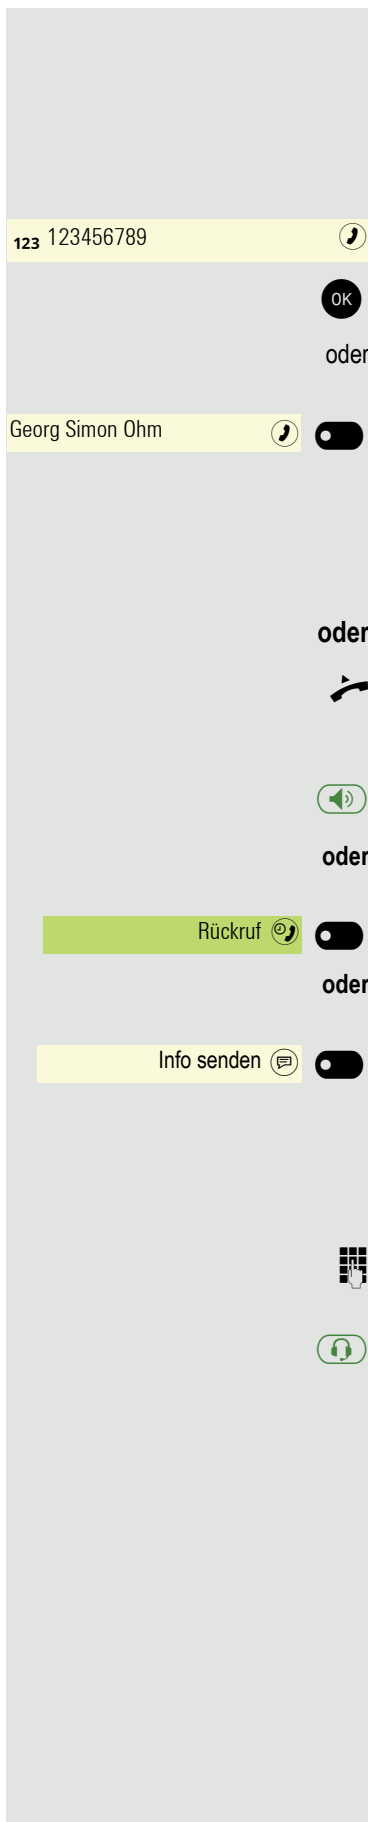 123 123456789
OK
oder
Georg Simon Ohm
oder
oder
Rückruf
oder
Info senden